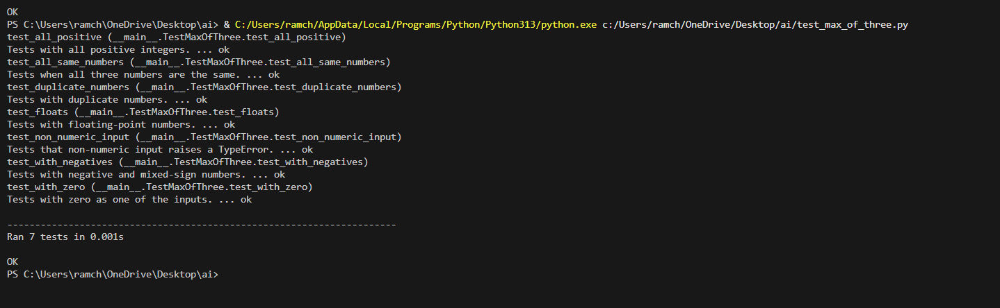 OK
PS C:\Users\ramch\OneDrive\Desktop\ai> & C:/Users/ramch/AppData/Local/Programs/Python/Python313/python.exe c:/Users/ramch/OneDrive/Desktop/ai/test_max_of_three.py
test_all_positive (__main__.TestMaxOfThree.test_all_positive)
Tests with all positive integers. ... ok
test_all_same_numbers (__main__.TestMaxOfThree.test_all_same_numbers)
Tests when all three numbers are the same. ... ok
test_duplicate_numbers (__main__.TestMaxOfThree.test_duplicate_numbers)
Tests with duplicate numbers. ... ok
test_floats (__main__.TestMaxOfThree.test_floats)
Tests with floating-point numbers. ... ok
test_non_numeric_input (__main__.TestMaxOfThree.test_non_numeric_input)
Tests that non-numeric input raises a TypeError. ... ok
test_with_negatives (__main__.TestMaxOfThree.test_with_negatives)
Tests with negative and mixed-sign numbers. ... ok
test_with_zero (__main__.TestMaxOfThree.test_with_zero)
Tests with zero as one of the inputs. ... ok
----------------------------------------------------------------------
Ran 7 tests in 0.001s
OK
PS C:\Users\ramch\OneDrive\Desktop\ai>